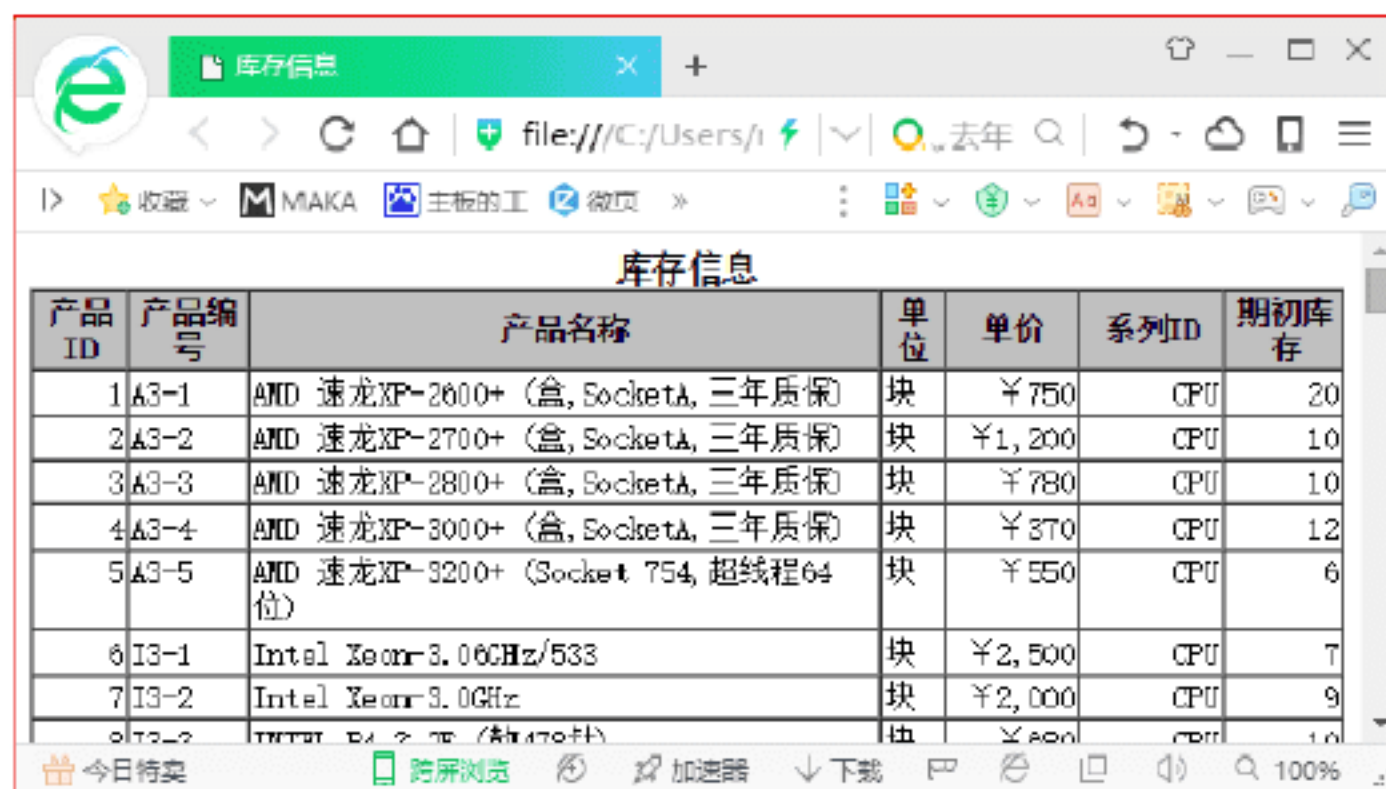 库存信息
file:///C:/Users/ 去年
收藏 MAKA 主板的工 微页
库存信息
产品ID 产品编号 产品名称 单位 单价 系列ID 期初库存
1 A3-1 AMD 速龙XP-2600+ (盒,SocketA,三年质保) 块 ￥750 CPU 20
2 A3-2 AMD 速龙XP-2700+ (盒,SocketA,三年质保) 块 ￥1,200 CPU 10
3 A3-3 AMD 速龙XP-2800+ (盒,SocketA,三年质保) 块 ￥780 CPU 10
4 A3-4 AMD 速龙XP-3000+ (盒,SocketA,三年质保) 块 ￥370 CPU 12
5 A3-5 AMD 速龙XP-3200+ (Socket 754,超线程64 块 ￥550 CPU 6
位)
6 I3-1 Intel Xeon-3.06GHz/533 块 ￥2,500 CPU 7
7 I3-2 Intel Xeon-3.0GHz 块 ￥2,000 CPU 9
今日特卖 跨屏浏览 加速器 下载 100%